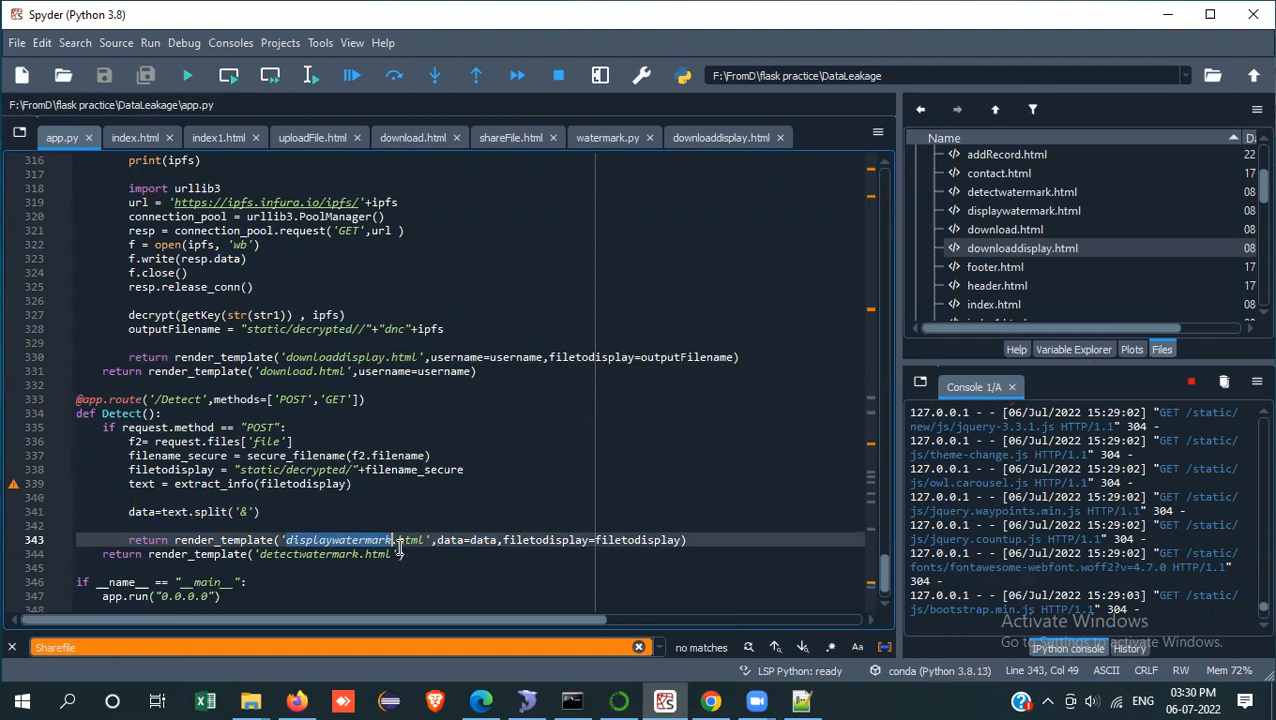 Spyder (Python 3.8)
File Edit Search Source Run Debug Consoles Projects Tools View Help
F:\FromD\flask practice\DataLeakage
F:\FromD\flask practice\DataLeakage\app.py
app.py index.html index1.html uploadFile.html download.html shareFile.html watermark.py downloaddisplay.html
316 print(ipfs)
317
318 import urllib3
319 url = 'https://ipfs.infura.io/ipfs/'+ipfs
320 connection_pool = urllib3.PoolManager()
321 resp = connection_pool.request('GET',url )
322 f = open(ipfs, 'wb')
323 f.write(resp.data)
324 f.close()
325 resp.release_conn()
326
327 decrypt(getKey(str(str1)) , ipfs)
328 outputFilename = "static/decrypted//"+"dnc"+ipfs
329
330 return render_template('downloaddisplay.html',username=username,filetodisplay=outputFilename)
331 return render_template('download.html',username=username)
332
333 @app.route('/Detect',methods=['POST','GET'])
334 def Detect():
335 if request.method == "POST":
336 f2= request.files['file']
337 filename_secure = secure_filename(f2.filename)
338 filetodisplay = "static/decrypted/"+filename_secure
339 text = extract_info(filetodisplay)
340
341 data=text.split('&')
342
343 return render_template('displaywatermark.html',data=data,filetodisplay=filetodisplay)
344 return render_template('detectwatermark.html')
345
346 if __name__ == "__main__":
347 app.run("0.0.0.0")
348
Sharefile
no matches
Aa
Name
addRecord.html 22
contact.html 17
detectwatermark.html 08
displaywatermark.html 08
download.html 08
downloaddisplay.html 08
footer.html 17
header.html 17
index.html 08
Help Variable Explorer Plots Files
Console 1/A
127.0.0.1 - - [06/Jul/2022 15:29:02] "GET /static/
new/js/jquery-3.3.1.js HTTP/1.1" 304 -
127.0.0.1 - - [06/Jul/2022 15:29:02] "GET /static/
js/theme-change.js HTTP/1.1" 304 -
127.0.0.1 - - [06/Jul/2022 15:29:02] "GET /static/
js/owl.carousel.js HTTP/1.1" 304 -
127.0.0.1 - - [06/Jul/2022 15:29:02] "GET /static/
js/jquery.waypoints.min.js HTTP/1.1" 304 -
127.0.0.1 - - [06/Jul/2022 15:29:02] "GET /static/
js/jquery.countup.js HTTP/1.1" 304 -
127.0.0.1 - - [06/Jul/2022 15:29:02] "GET /static/
fonts/fontawesome-webfont.woff2?v=4.7.0 HTTP/1.1"
304 -
127.0.0.1 - - [06/Jul/2022 15:29:03] "GET /static/
js/bootstrap.min.js HTTP/1.1" 304 -
Activate Windows
Go to Settings to activate Windows.
IPython console History
LSP Python: ready conda (Python 3.8.13) Line 343, Col 49 ASCII CRLF RW Mem 72%
ENG
03:30 PM
06-07-2022